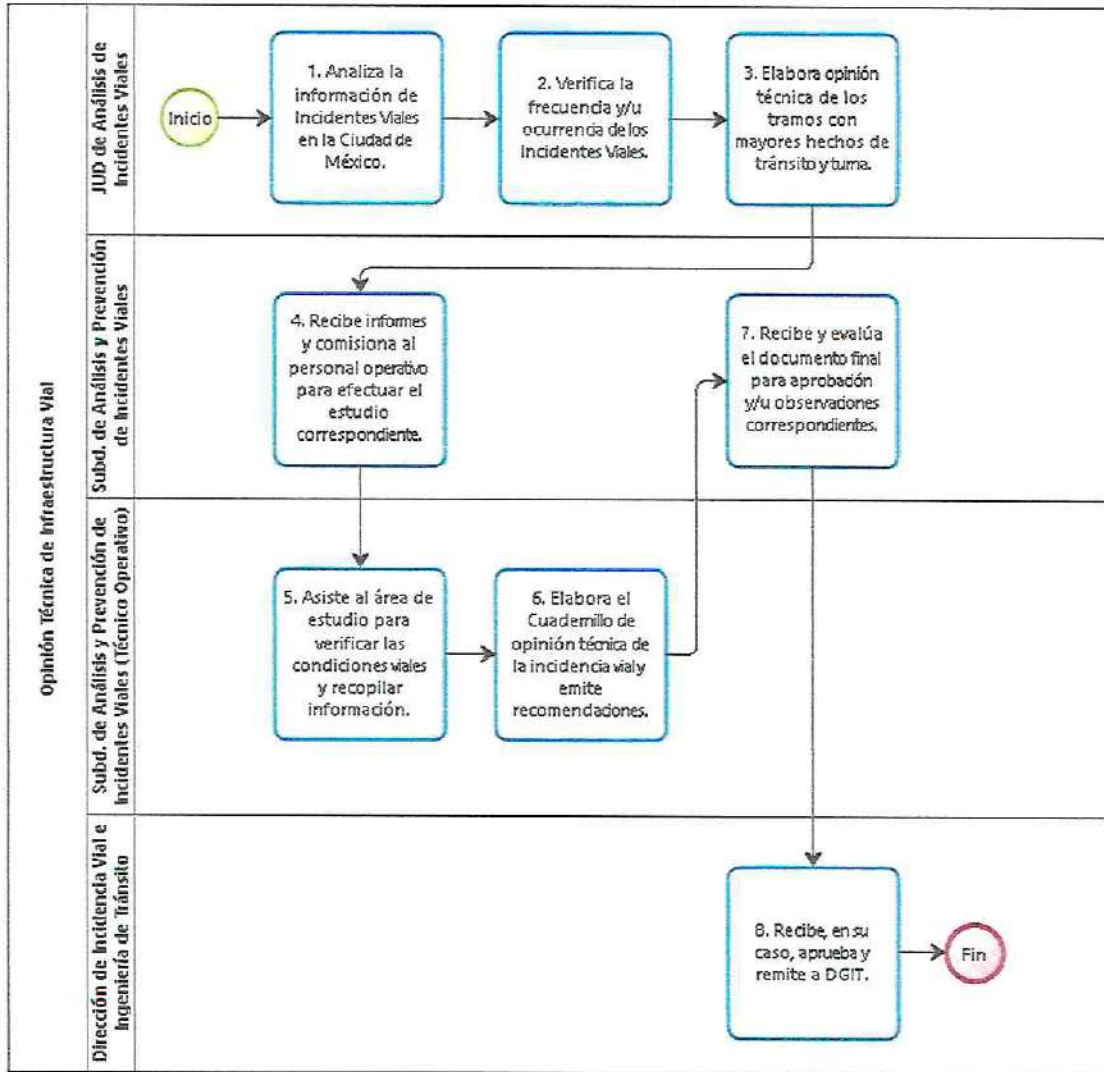 Opinión Técnica de Infraestructura Vial
JUD de Análisis de
Incidentes Viales
Inicio
1. Analiza la
información de
Incidentes Viales
en la Ciudad de
México.
2. Verifica la
frecuencia y/u
ocurrencia de los
Incidentes Viales.
3. Elabora opinión
técnica de los
tramos con
mayores hechos de
tránsito y turna.
Subd. de Análisis y Prevención
de Incidentes Viales
4. Recibe informes
y comisiona al
personal operativo
para efectuar el
estudio
correspondiente.
7. Recibe y evalúa
el documento final
para aprobación
y/u observaciones
correspondientes.
Subd. de Análisis y Prevención de
Incidentes Viales (Técnico Operativo)
5. Asiste al área de
estudio para
verificar las
condiciones viales
y recopilar
información.
6. Elabora el
Cuadernillo de
opinión técnica de
la incidencia vial y
emite
recomendaciones.
Dirección de Incidencia Vial e
Ingeniería de Tránsito
8. Recibe, en su
caso, aprueba y
remite a DGIT.
Fin